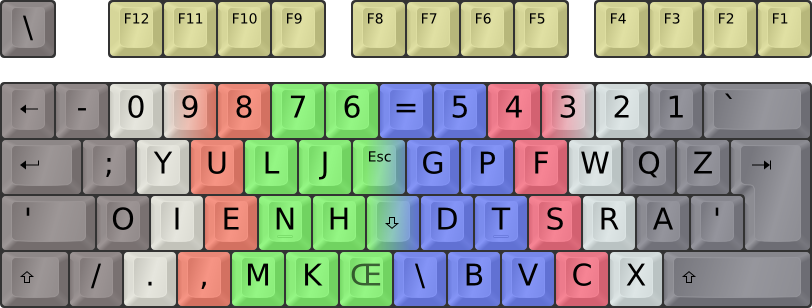 \ F12 F11 F10 F9 F8 F7 F6 F5 F4 F3 F2 F1
← - 0 9 8 7 6 = 5 4 3 2 1 `
↵ ; Y U L J Esc G P F W Q Z ⇥
' O I E N H ⇩ D T S R A '
⇧ / . , M K Œ \ B V C X ⇧